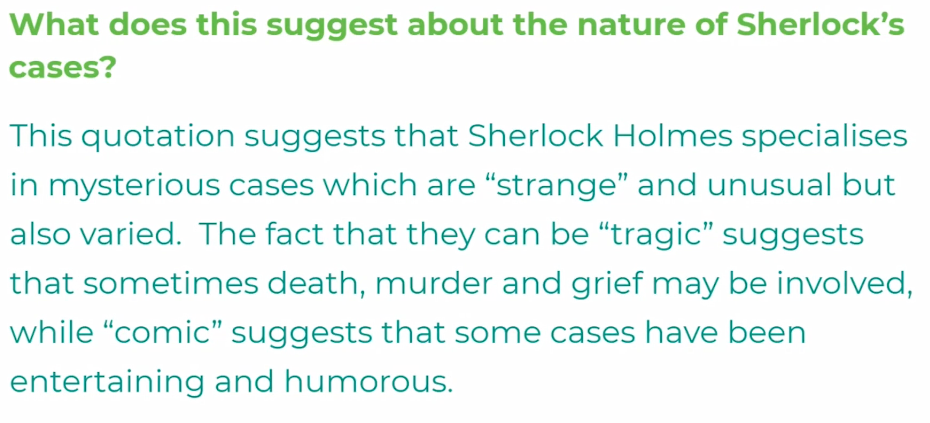 What does this suggest about the nature of Sherlock’s
cases?
This quotation suggests that Sherlock Holmes specialises
in mysterious cases which are “strange” and unusual but
also varied.  The fact that they can be “tragic” suggests
that sometimes death, murder and grief may be involved,
while “comic” suggests that some cases have been
entertaining and humorous.